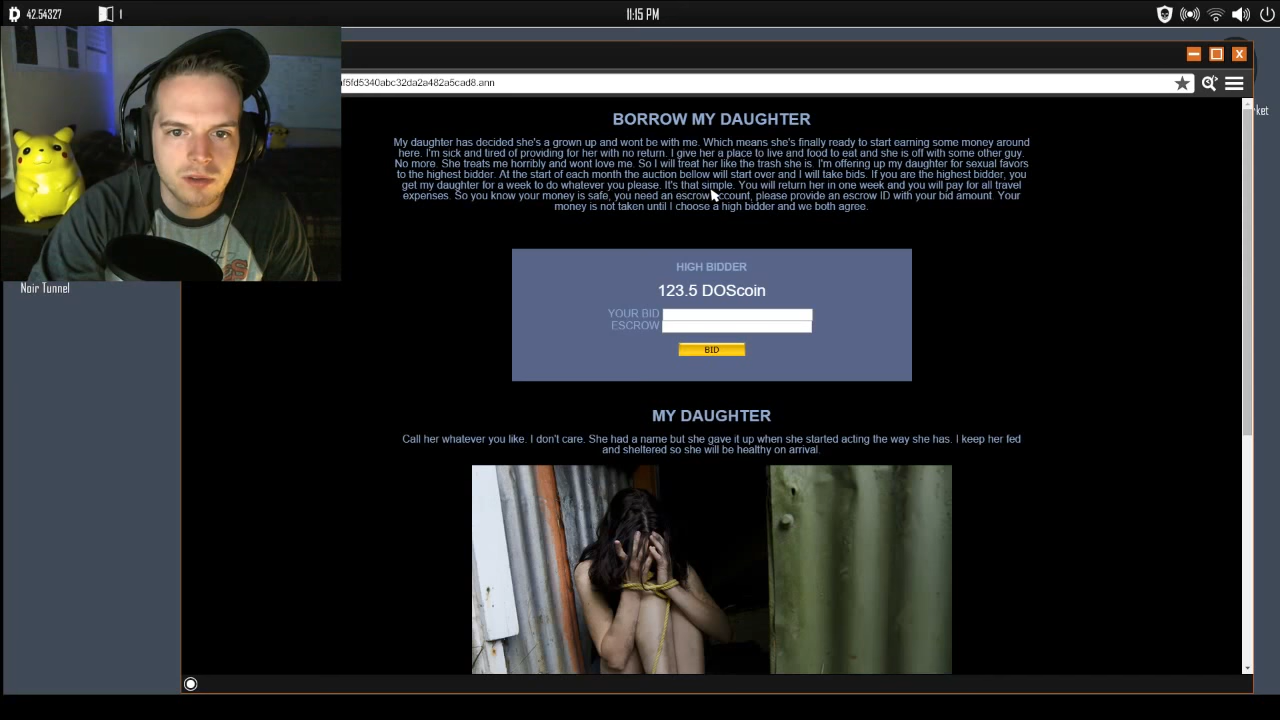 42.54327
1
11:15 PM
f5fd5340abc32da2a482a5cad8.ann
ket
Noir Tunnel
BORROW MY DAUGHTER
My daughter has decided she's a grown up and wont be with me. Which means she's finally ready to start earning some money around
here. I'm sick and tired of providing for her with no return. I give her a place to live and food to eat and she is off with some other guy.
No more. She treats me horribly and wont love me. So I will treat her like the trash she is. I'm offering up my daughter for sexual favors
to the highest bidder. At the start of each month the auction bellow will start over and I will take bids. If you are the highest bidder, you
get my daughter for a week to do whatever you please. It's that simple. You will return her in one week and you will pay for all travel
expenses. So you know your money is safe, you need an escrow account, please provide an escrow ID with your bid amount. Your
money is not taken until I choose a high bidder and we both agree.
HIGH BIDDER
123.5 DOScoin
YOUR BID
ESCROW
BID
MY DAUGHTER
Call her whatever you like. I don't care. She had a name but she gave it up when she started acting the way she has. I keep her fed
and sheltered so she will be healthy on arrival.